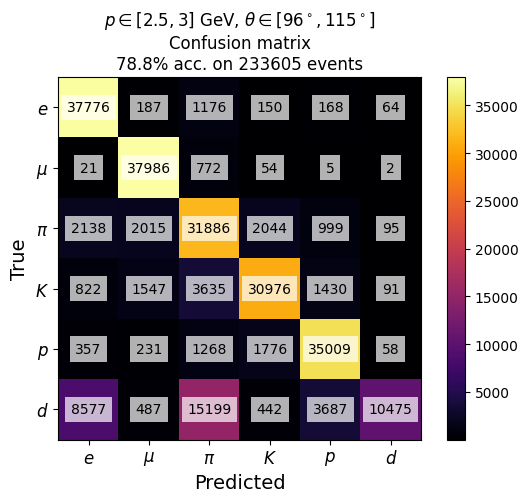 p ∈ [2.5, 3] GeV, θ ∈ [96°, 115°]
Confusion matrix
78.8% acc. on 233605 events
e 37776 187 1176 150 168 64
μ 21 37986 772 54 5 2
π 2138 2015 31886 2044 999 95
K 822 1547 3635 30976 1430 91
p 357 231 1268 1776 35009 58
d 8577 487 15199 442 3687 10475
e μ π K p d
Predicted
True
35000
30000
25000
20000
15000
10000
5000